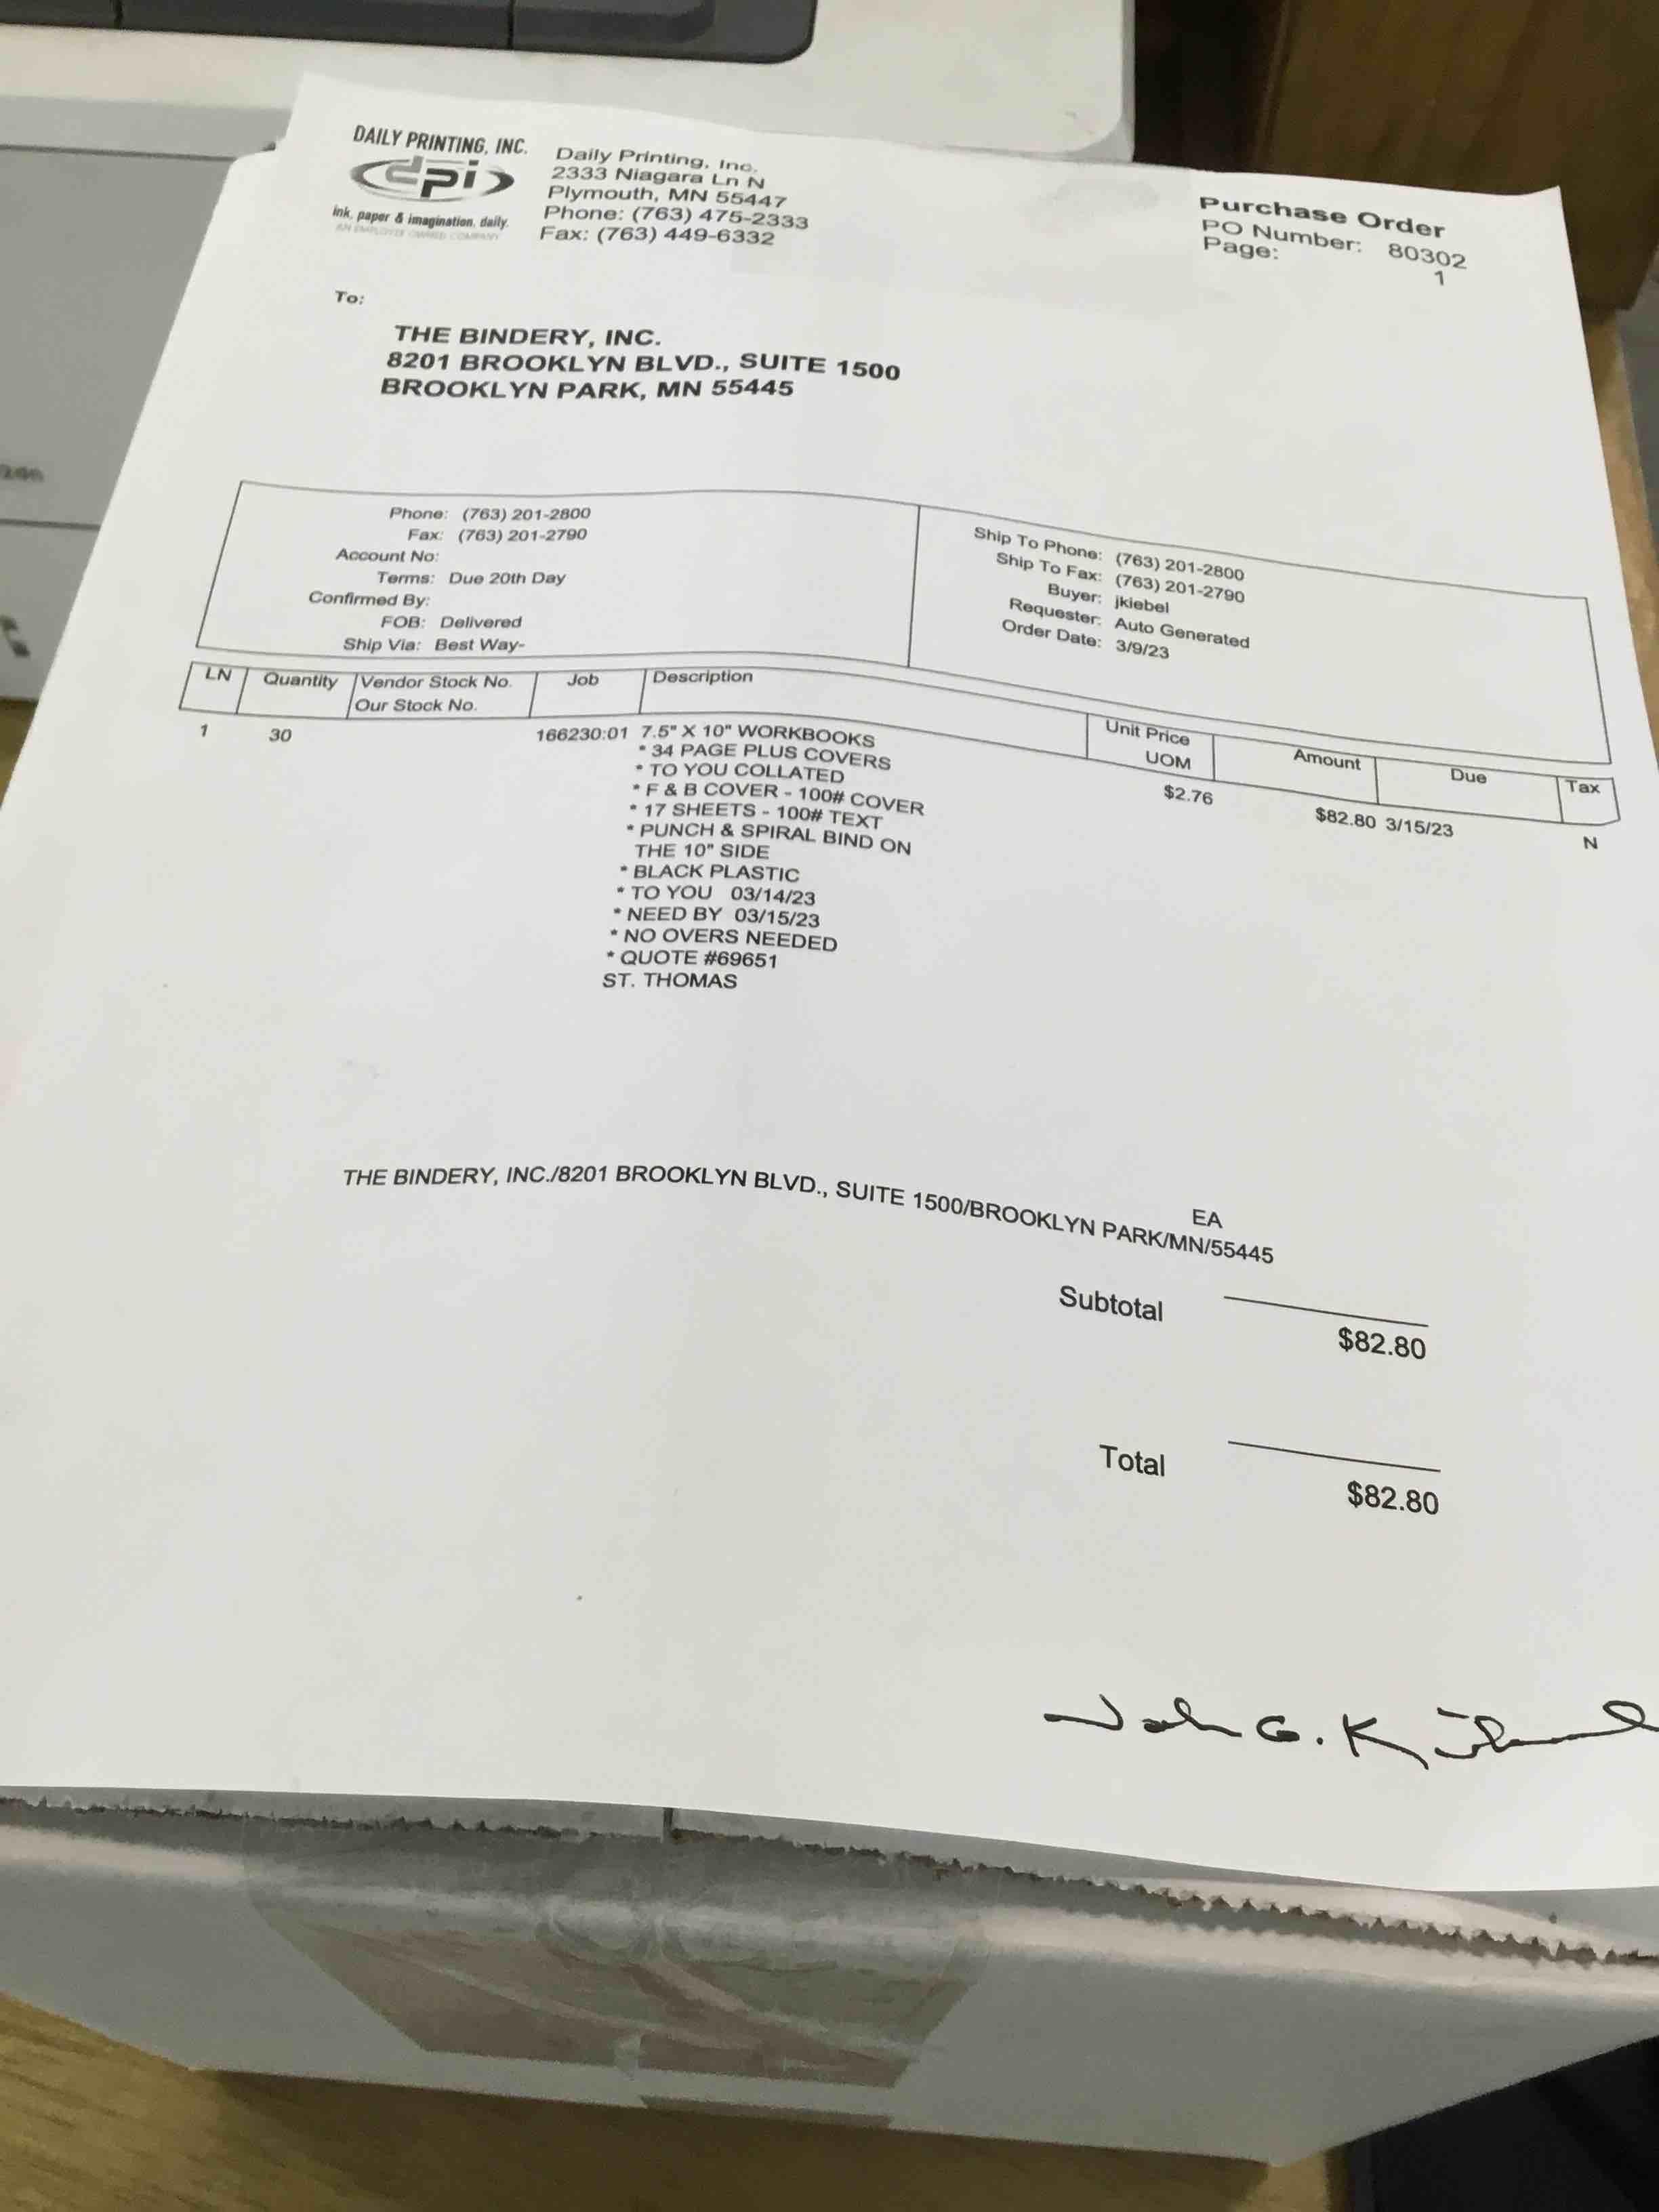 DAILY PRINTING, INC.
dpi
ink, paper & imagination, daily.
AN EMPLOYEE OWNED COMPANY
Daily Printing, Inc.
2333 Niagara Ln N
Plymouth, MN 55447
Phone: (763) 475-2333
Fax: (763) 449-6332
Purchase Order
PO Number: 80302
Page: 1
To:
THE BINDERY, INC.
8201 BROOKLYN BLVD., SUITE 1500
BROOKLYN PARK, MN 55445
Phone: (763) 201-2800
Fax: (763) 201-2790
Account No:
Terms: Due 20th Day
Confirmed By:
FOB: Delivered
Ship Via: Best Way-
Ship To Phone: (763) 201-2800
Ship To Fax: (763) 201-2790
Buyer: jkiebel
Requester: Auto Generated
Order Date: 3/9/23
LN Quantity Vendor Stock No. Job Description Unit Price Amount Due Tax
Our Stock No. UOM
1 30 166230:01 7.5" X 10" WORKBOOKS $2.76 $82.80 3/15/23 N
* 34 PAGE PLUS COVERS
* TO YOU COLLATED
* F & B COVER - 100# COVER
* 17 SHEETS - 100# TEXT
* PUNCH & SPIRAL BIND ON
THE 10" SIDE
* BLACK PLASTIC
* TO YOU 03/14/23
* NEED BY 03/15/23
* NO OVERS NEEDED
* QUOTE #69651
ST. THOMAS
EA
THE BINDERY, INC./8201 BROOKLYN BLVD., SUITE 1500/BROOKLYN PARK/MN/55445
Subtotal $82.80
Total $82.80
John G. K